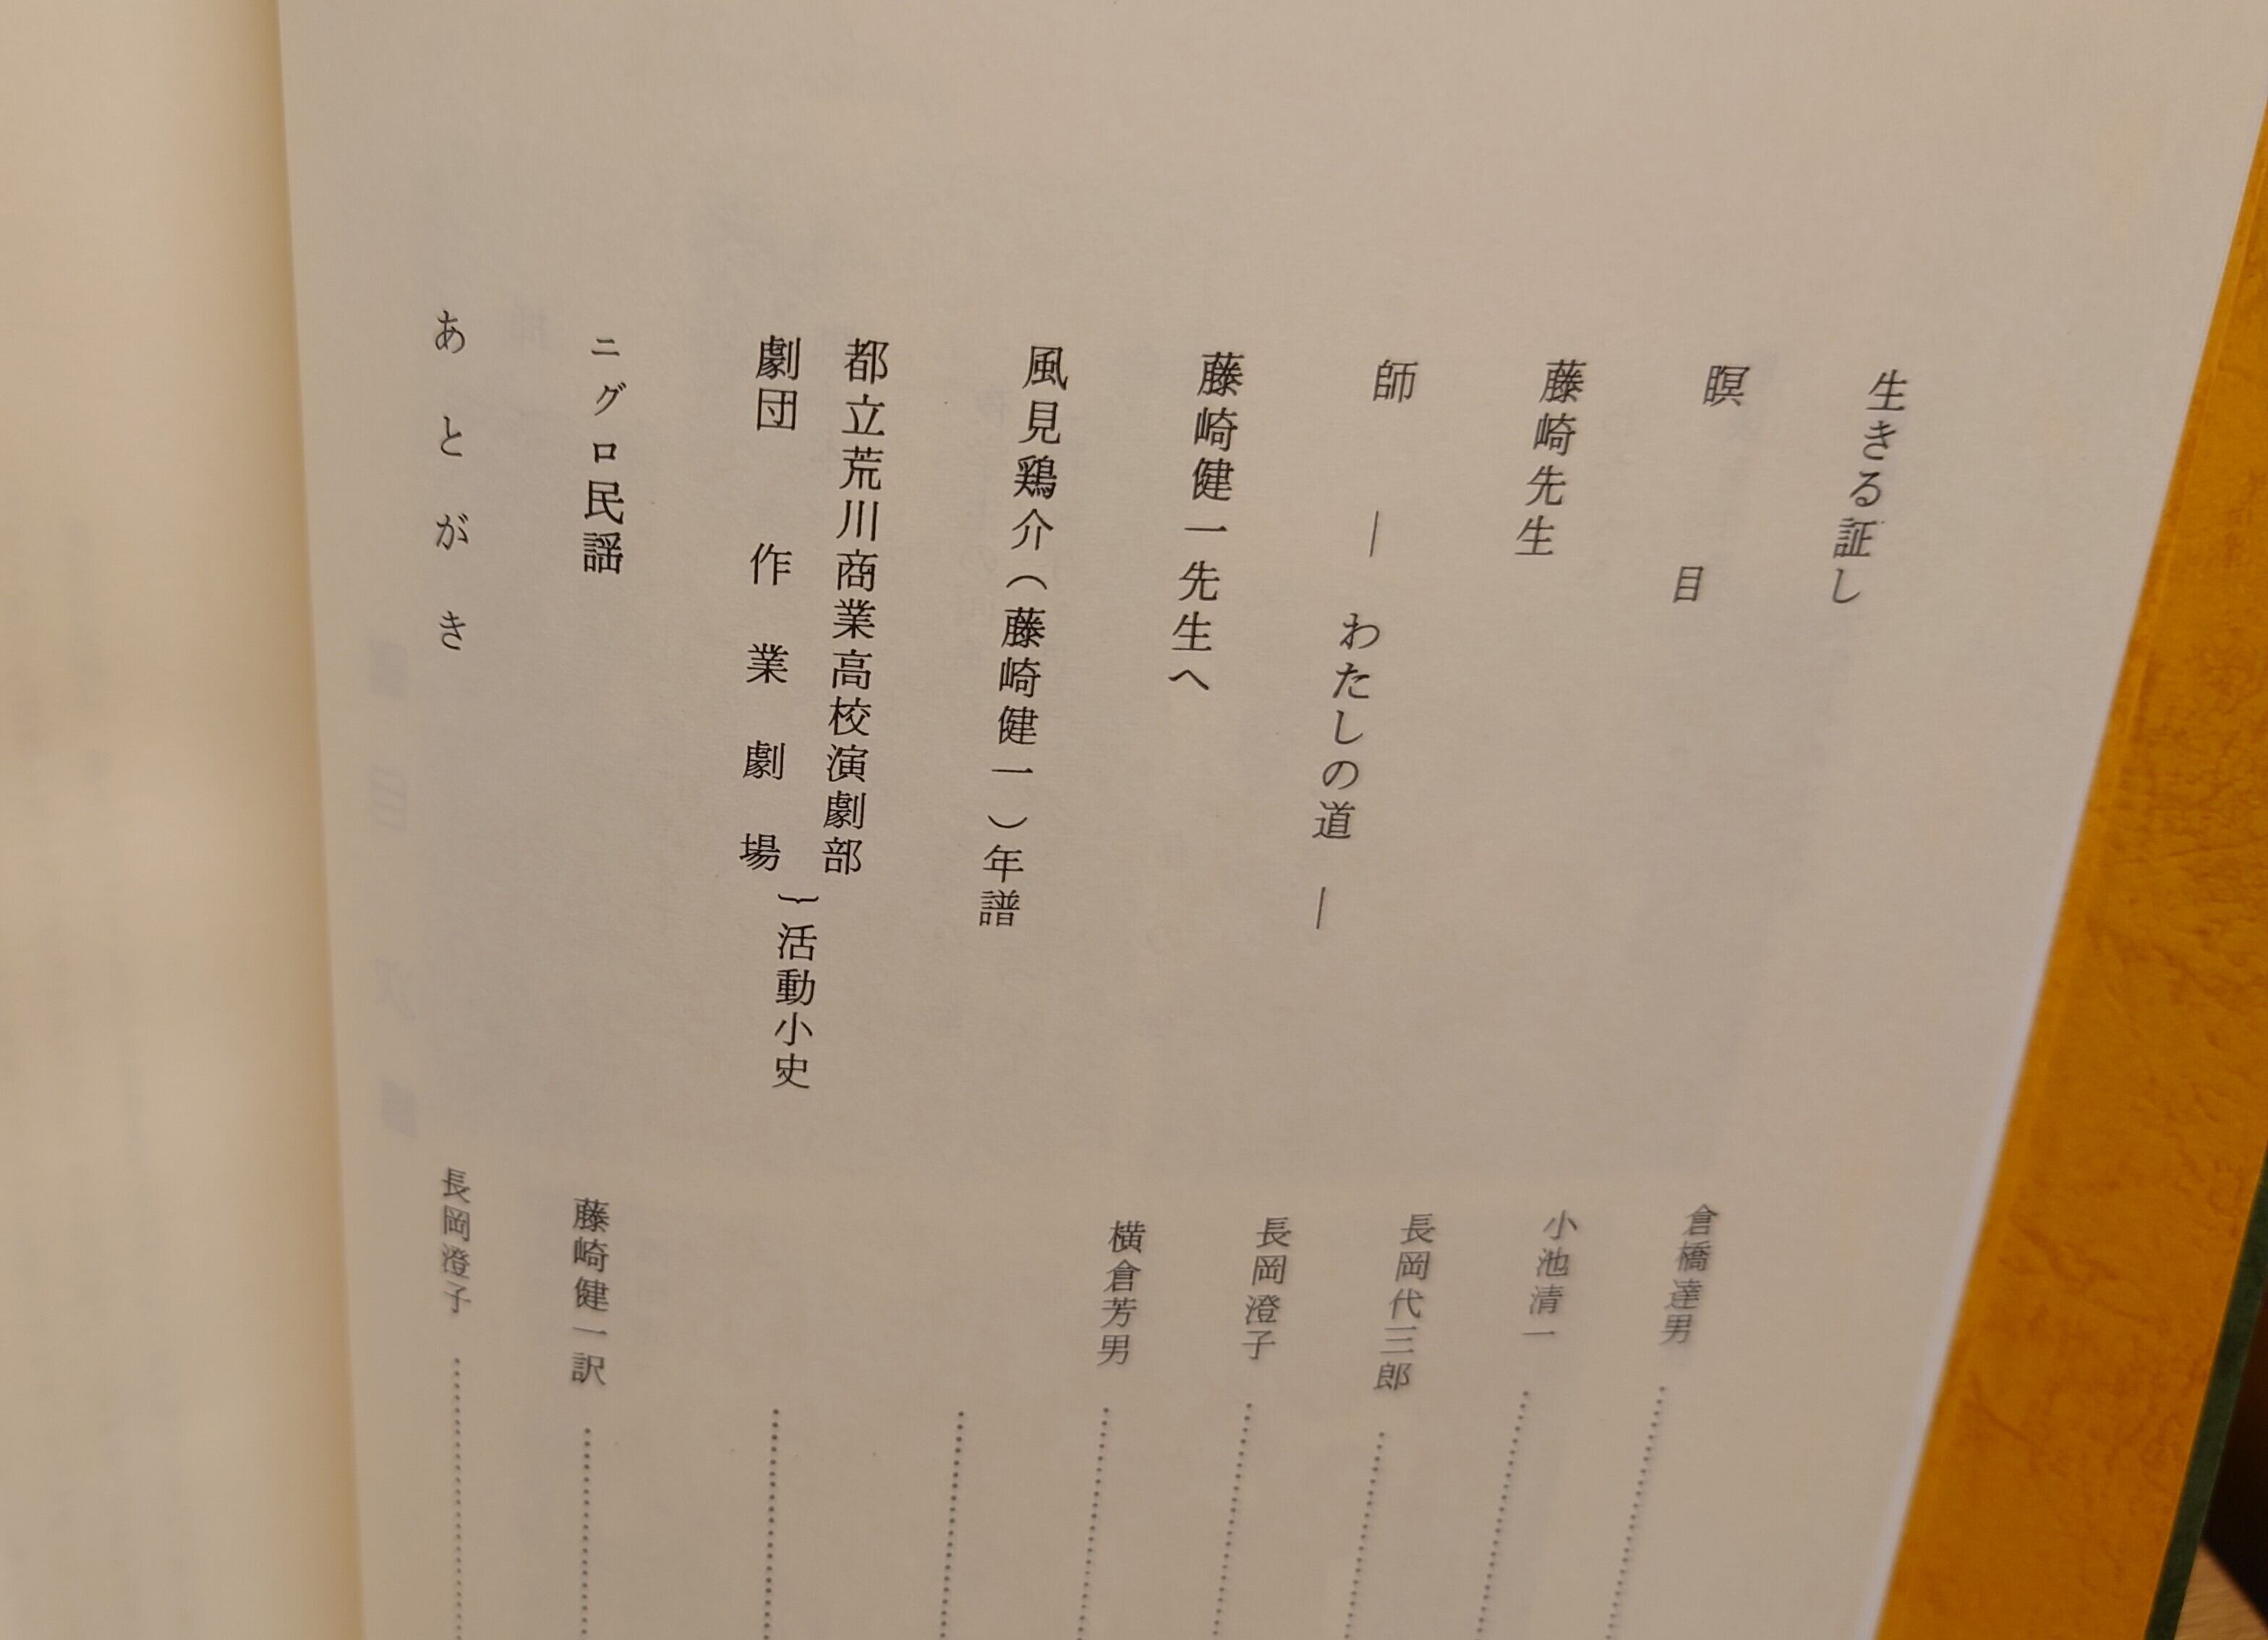 生きる証し 倉橋達男
瞑目 小池清一
藤崎先生 長岡代三郎
師 ― わたしの道 ― 長岡澄子
藤崎健一先生へ 横倉芳男
風見鶏介(藤崎健一)年譜
都立荒川商業高校演劇部
劇団 作業劇場
}活動小史
ニグロ民謡 藤崎健一訳
あとがき 長岡澄子